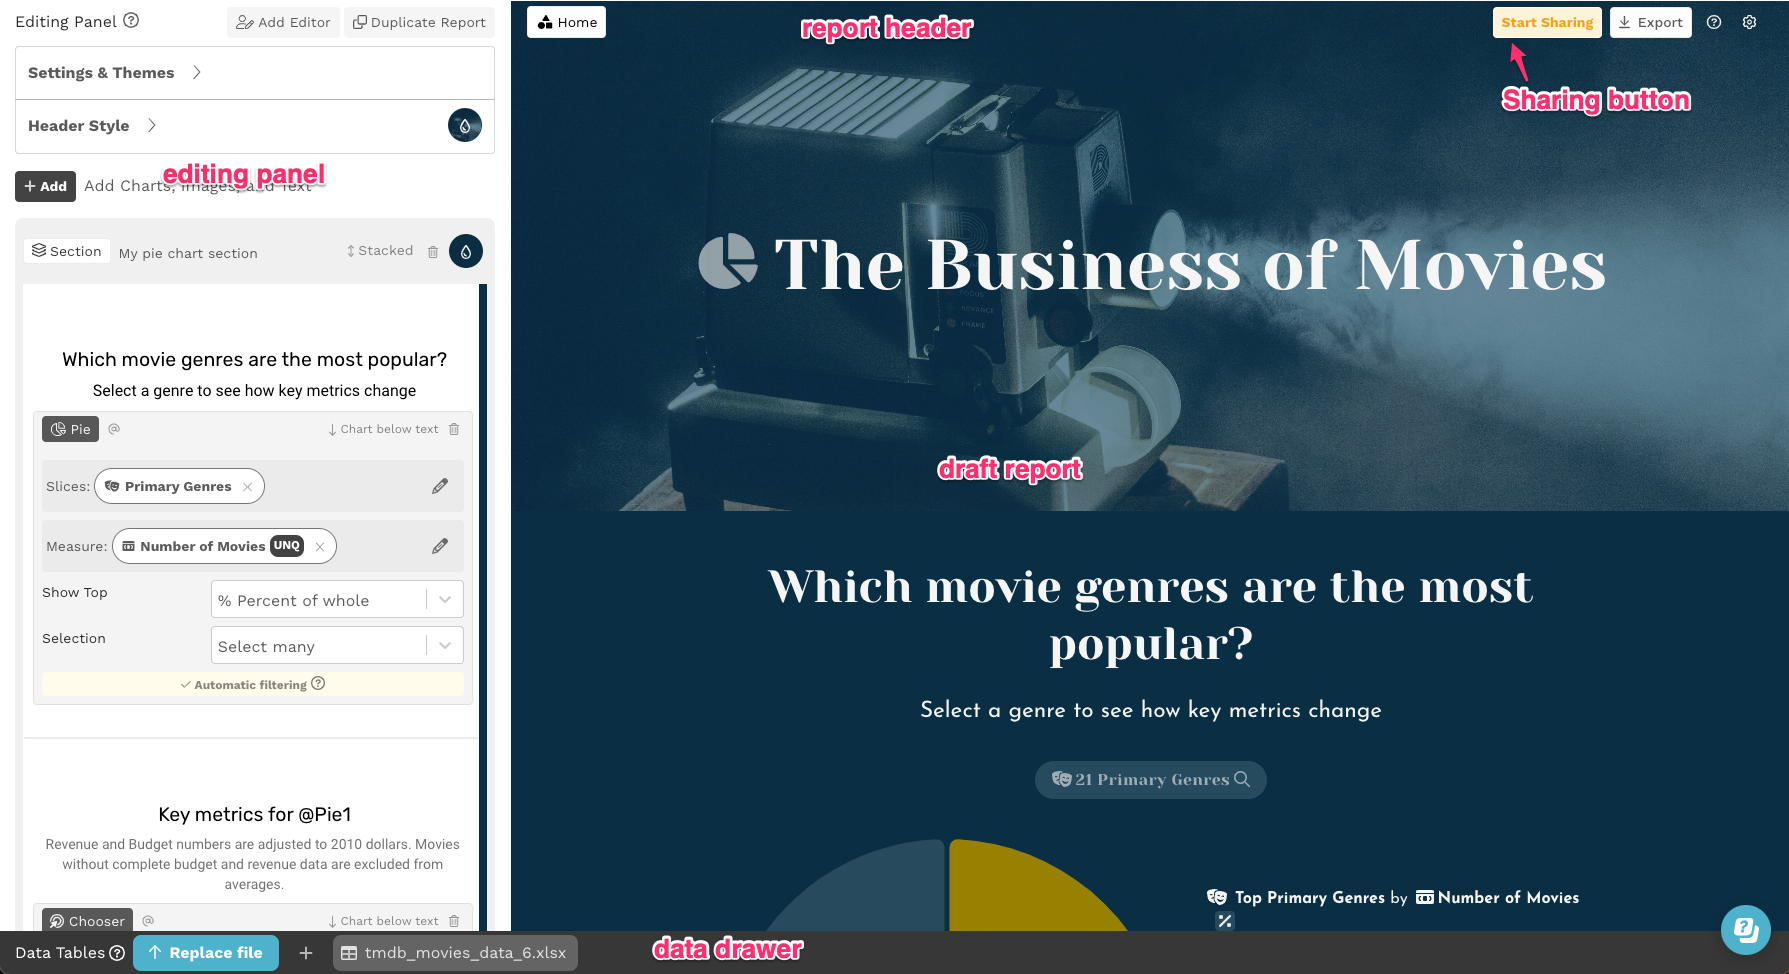 Editing Panel
Add Editor
Duplicate Report
Settings & Themes
Header Style
editing panel
+ Add
Add Charts, Images, and Text
Section
My pie chart section
Stacked
Which movie genres are the most popular?
Select a genre to see how key metrics change
Pie
@
Chart below text
Slices:
Primary Genres
Measure:
Number of Movies
UNQ
Show Top
% Percent of whole
Selection
Select many
Automatic filtering
Key metrics for @Pie1
Revenue and Budget numbers are adjusted to 2010 dollars. Movies
without complete budget and revenue data are excluded from
averages.
Chooser
@
Chart below text
Home
report header
Start Sharing
Export
Sharing button
The Business of Movies
ADVANCE
FRAME
draft report
Which movie genres are the most
popular?
Select a genre to see how key metrics change
21 Primary Genres
Top Primary Genres by Number of Movies
Data Tables
Replace file
+
tmdb_movies_data_6.xlsx
data drawer